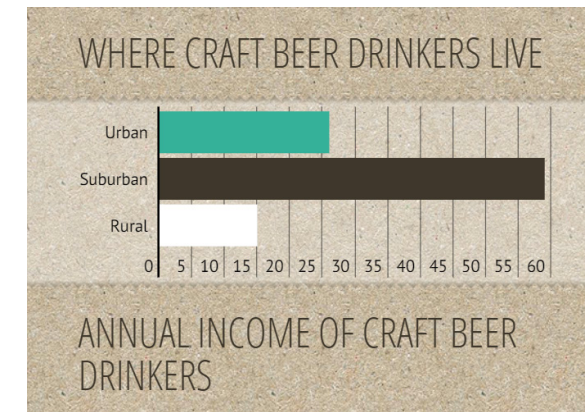 WHERE CRAFT BEER DRINKERS LIVE
Urban
Suburban
Rural
0 5 10 15 20 25 30 35 40 45 50 55 60
ANNUAL INCOME OF CRAFT BEER
DRINKERS